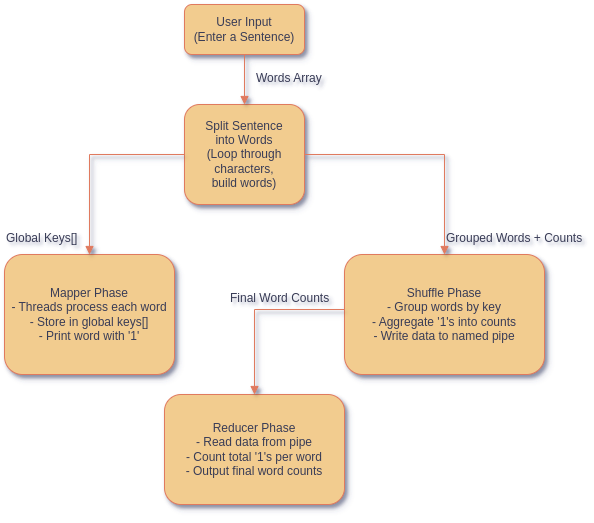 User Input
(Enter a Sentence)
Words Array
Split Sentence
into Words
(Loop through
characters,
build words)
Global Keys[]
Grouped Words + Counts
Mapper Phase
- Threads process each word
- Store in global keys[]
- Print word with '1'
Shuffle Phase
- Group words by key
- Aggregate '1's into counts
- Write data to named pipe
Final Word Counts
Reducer Phase
- Read data from pipe
- Count total '1's per word
- Output final word counts